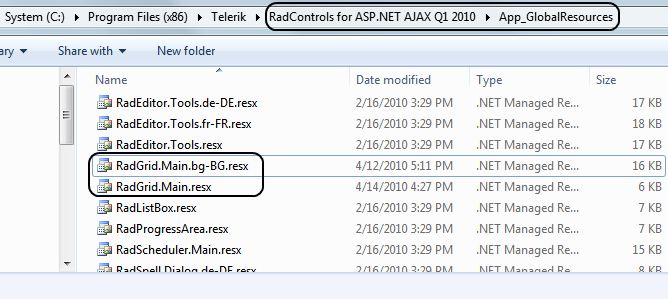 System (C:) Program Files (x86) Telerik RadControls for ASP.NET AJAX Q1 2010 App_GlobalResources
ary Share with New folder
Name Date modified Type Size
RadEditor.Tools.de-DE.resx 2/16/2010 3:29 PM .NET Managed Re... 17 KB
RadEditor.Tools.fr-FR.resx 2/16/2010 3:29 PM .NET Managed Re... 18 KB
RadEditor.Tools.resx 2/16/2010 3:29 PM .NET Managed Re... 17 KB
RadGrid.Main.bg-BG.resx 4/12/2010 5:11 PM .NET Managed Re... 16 KB
RadGrid.Main.resx 4/14/2010 4:27 PM .NET Managed Re... 6 KB
RadListBox.resx 2/16/2010 3:29 PM .NET Managed Re... 7 KB
RadProgressArea.resx 2/16/2010 3:29 PM .NET Managed Re... 7 KB
RadScheduler.Main.resx 2/16/2010 3:29 PM .NET Managed Re... 15 KB
RadSpell.Dialog.de-DE.resx 2/16/2010 3:29 PM .NET Managed Re... 6 KB